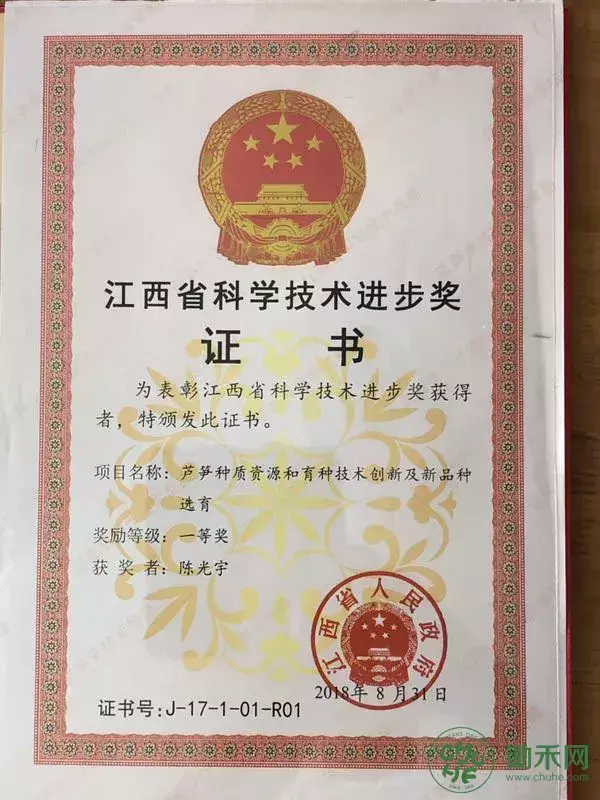 江西省科学技术进步奖
证 书
为表彰江西省科学技术进步奖获得
者，特颁发此证书。
项目名称：芦笋种质资源和育种技术创新及新品种
选育
奖励等级：一等奖
获 奖 者：陈光宇
江西省人民政府
2018年 8 月31 日
证书号：J-17-1-01-R01
锄禾网
www.chuhe.com